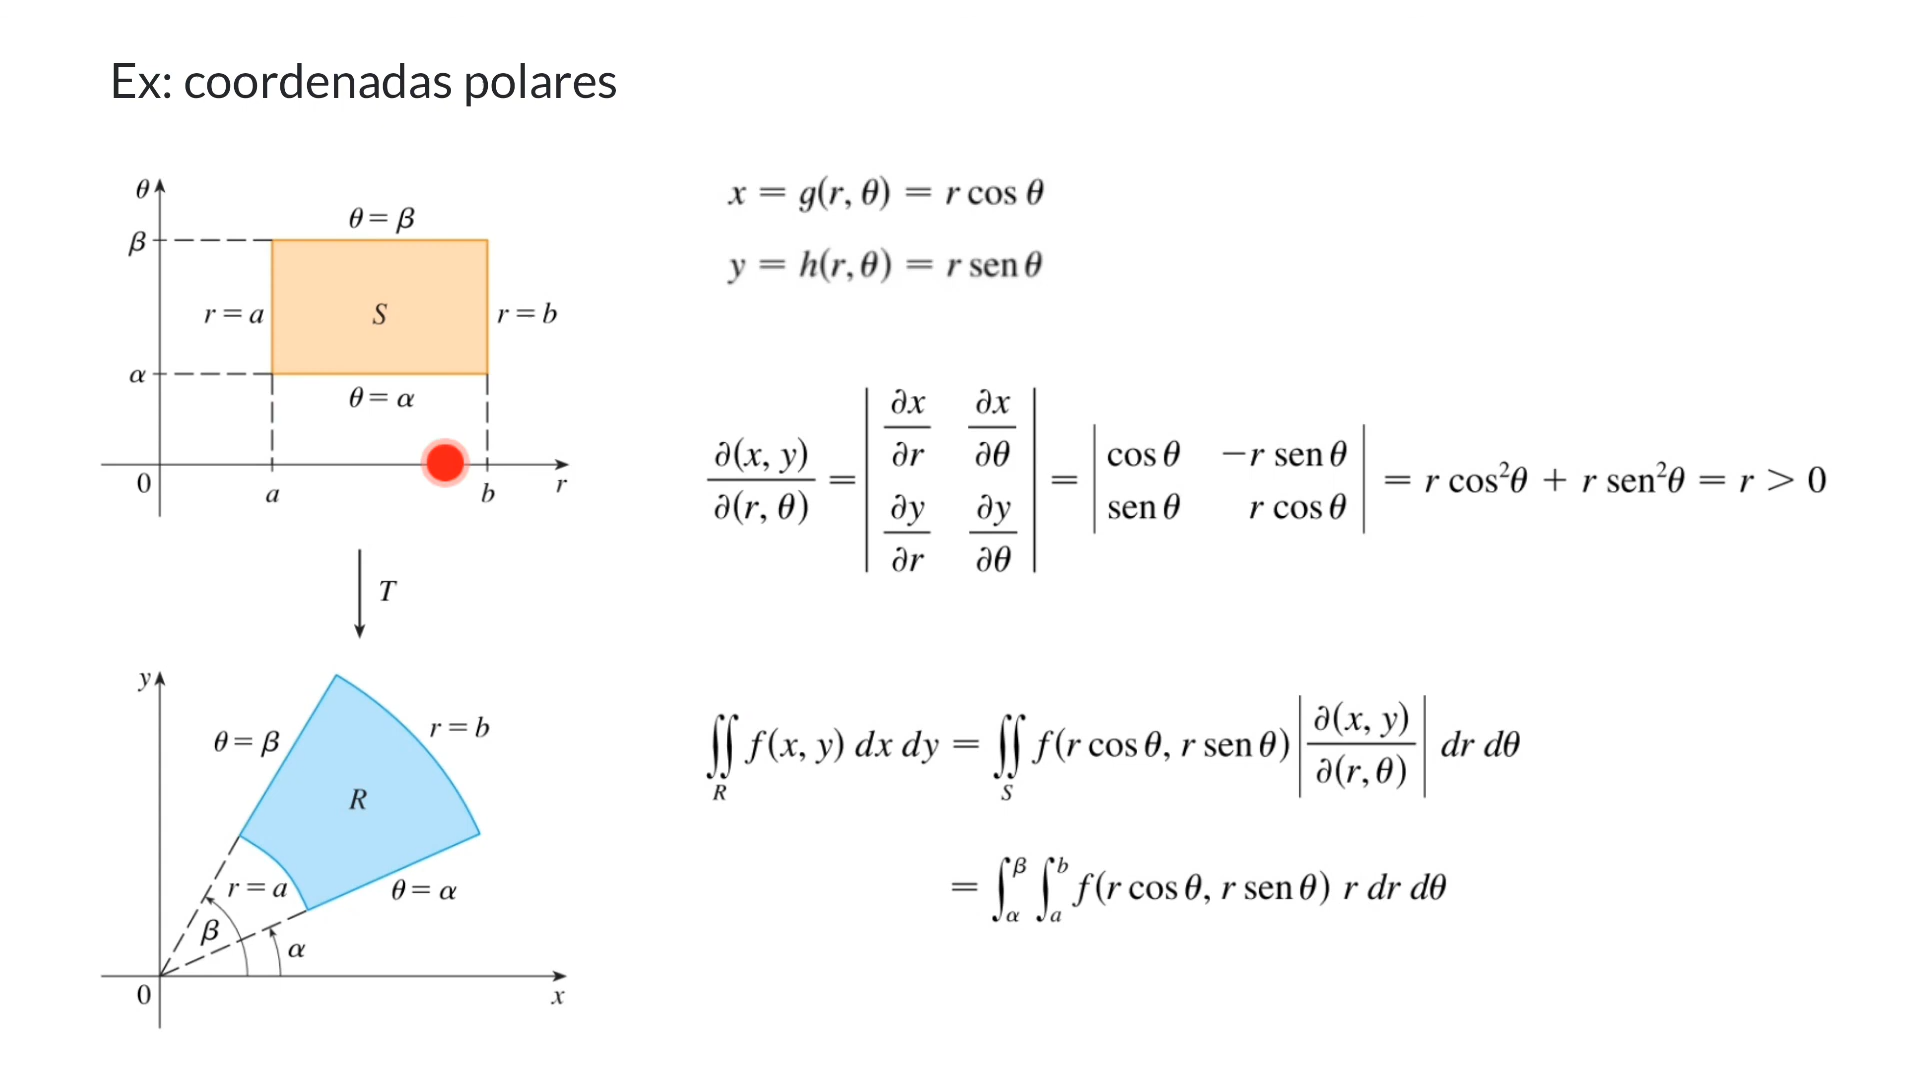 Ex: coordenadas polares
θ
θ = β
β
r = a
S
r = b
α
θ = α
0
a
b
r
T
y
θ = β
r = b
R
r = a
θ = α
β
α
0
x
x = g(r, θ) = r cos θ
y = h(r, θ) = r sen θ
∂(x, y)/∂(r, θ) = | ∂x/∂r ∂x/∂θ ; ∂y/∂r ∂y/∂θ | = | cos θ −r sen θ ; sen θ r cos θ | = r cos²θ + r sen²θ = r > 0
∬_R f(x, y) dx dy = ∬_S f(r cos θ, r sen θ) |∂(x, y)/∂(r, θ)| dr dθ
= ∫_α^β ∫_a^b f(r cos θ, r sen θ) r dr dθ